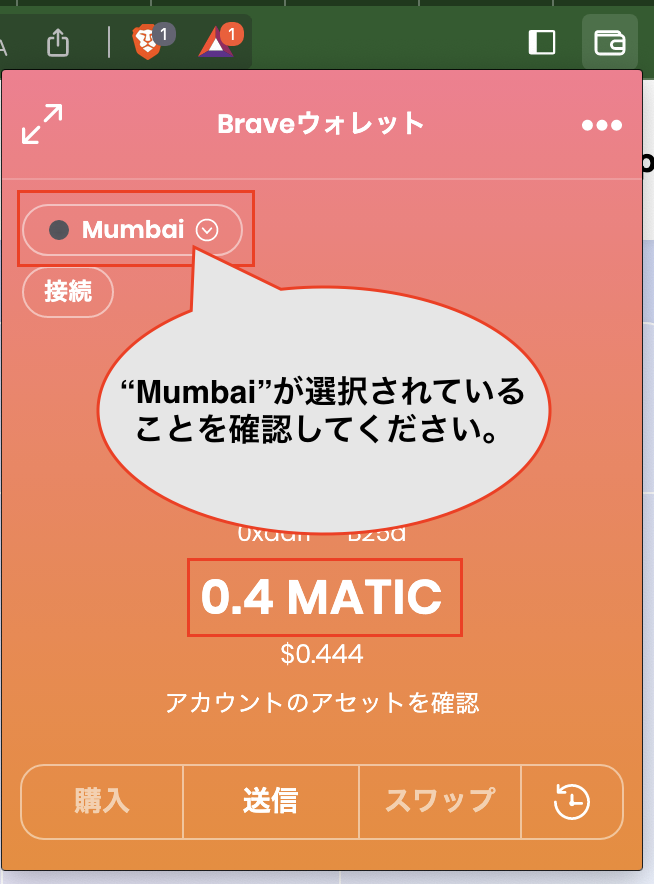 A
1
1
Braveウォレット
Mumbai
接続
“Mumbai”が選択されている
ことを確認してください。
B25d
0.4 MATIC
$0.444
アカウントのアセットを確認
購入
送信
スワップ